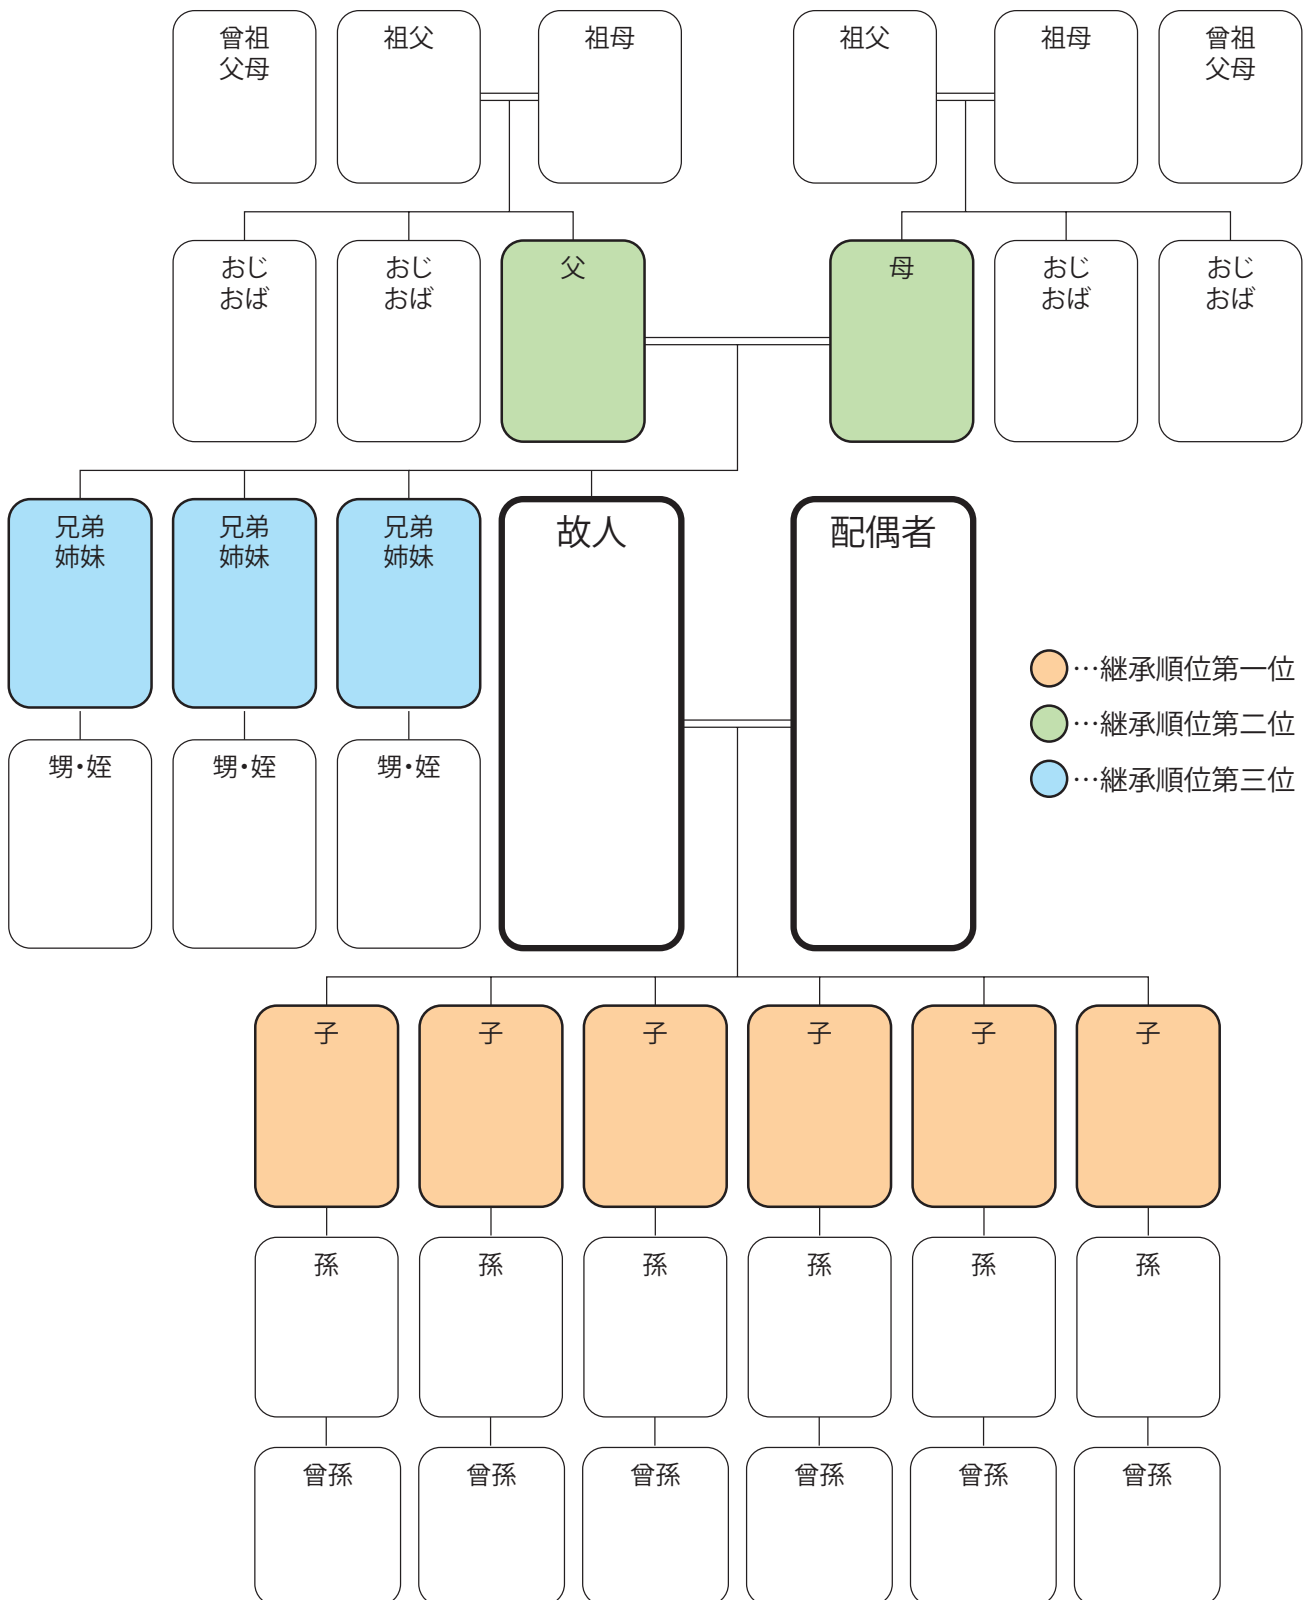 曾祖
父母
祖父
祖母
祖父
祖母
曾祖
父母
おじ
おば
おじ
おば
父
母
おじ
おば
おじ
おば
兄弟
姉妹
兄弟
姉妹
兄弟
姉妹
故人
配偶者
…継承順位第一位
…継承順位第二位
…継承順位第三位
甥・姪
甥・姪
甥・姪
子
子
子
子
子
子
孫
孫
孫
孫
孫
孫
曾孫
曾孫
曾孫
曾孫
曾孫
曾孫